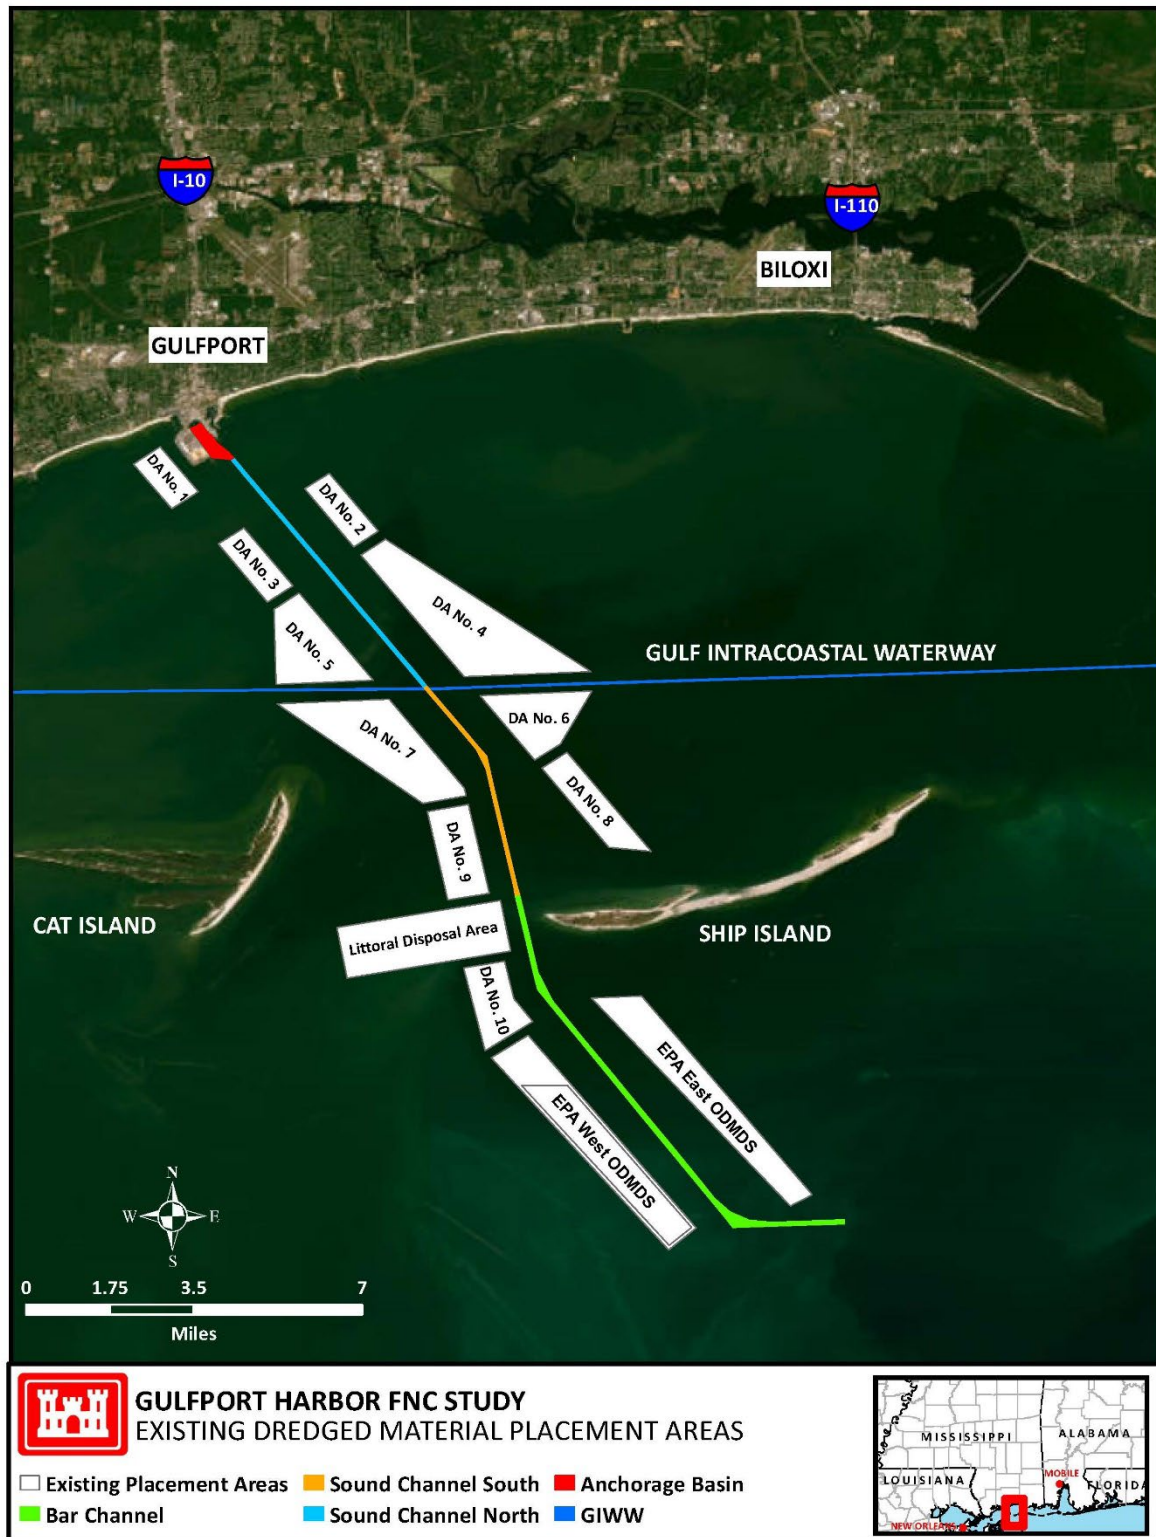 I-10
I-110
BILOXI
GULFPORT
DA No. 1
DA No. 2
DA No. 3
DA No. 4
DA No. 5
GULF INTRACOASTAL WATERWAY
DA No. 6
DA No. 7
DA No. 8
DA No. 9
CAT ISLAND
Littoral Disposal Area
SHIP ISLAND
DA No. 10
EPA East ODMDS
EPA West ODMDS
N
W E
S
0 1.75 3.5 7
Miles
GULFPORT HARBOR FNC STUDY
EXISTING DREDGED MATERIAL PLACEMENT AREAS
Existing Placement Areas Sound Channel South Anchorage Basin
Bar Channel Sound Channel North GIWW
MISSISSIPPI ALABAMA
LOUISIANA MOBILE FLORIDA
NEW ORLEANS